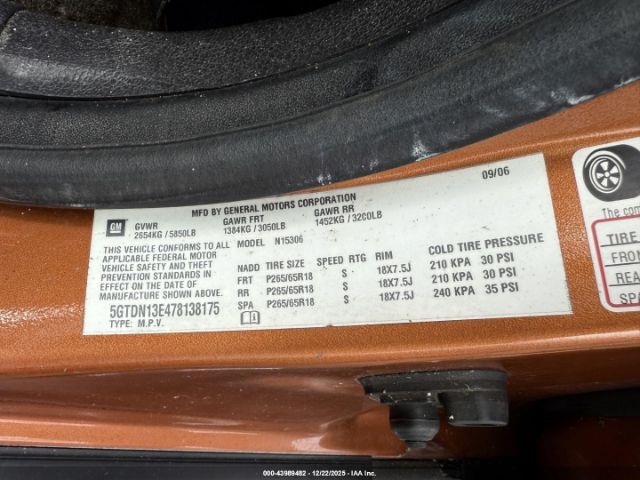 09/06
MFD BY GENERAL MOTORS CORPORATION
GM GVWR GAWR FRT GAWR RR
2654KG / 5850LB 1384KG / 3050LB 1452KG / 3200LB
THIS VEHICLE CONFORMS TO ALL MODEL N15306
APPLICABLE FEDERAL MOTOR
VEHICLE SAFETY AND THEFT
PREVENTION STANDARDS IN
EFFECT ON THE DATE OF
MANUFACTURE SHOWN ABOVE.
5GTDN13E478138175
TYPE: M.P.V.
NADD TIRE SIZE SPEED RTG RIM COLD TIRE PRESSURE
FRT P265/65R18 S 18X7.5J 210 KPA 30 PSI
RR P265/65R18 S 18X7.5J 210 KPA 30 PSI
SPA P265/65R18 S 18X7.5J 240 KPA 35 PSI
The com
TIRE
FRON
REA
SPA
000-43989482 - 12/22/2025 - IAA, Inc.